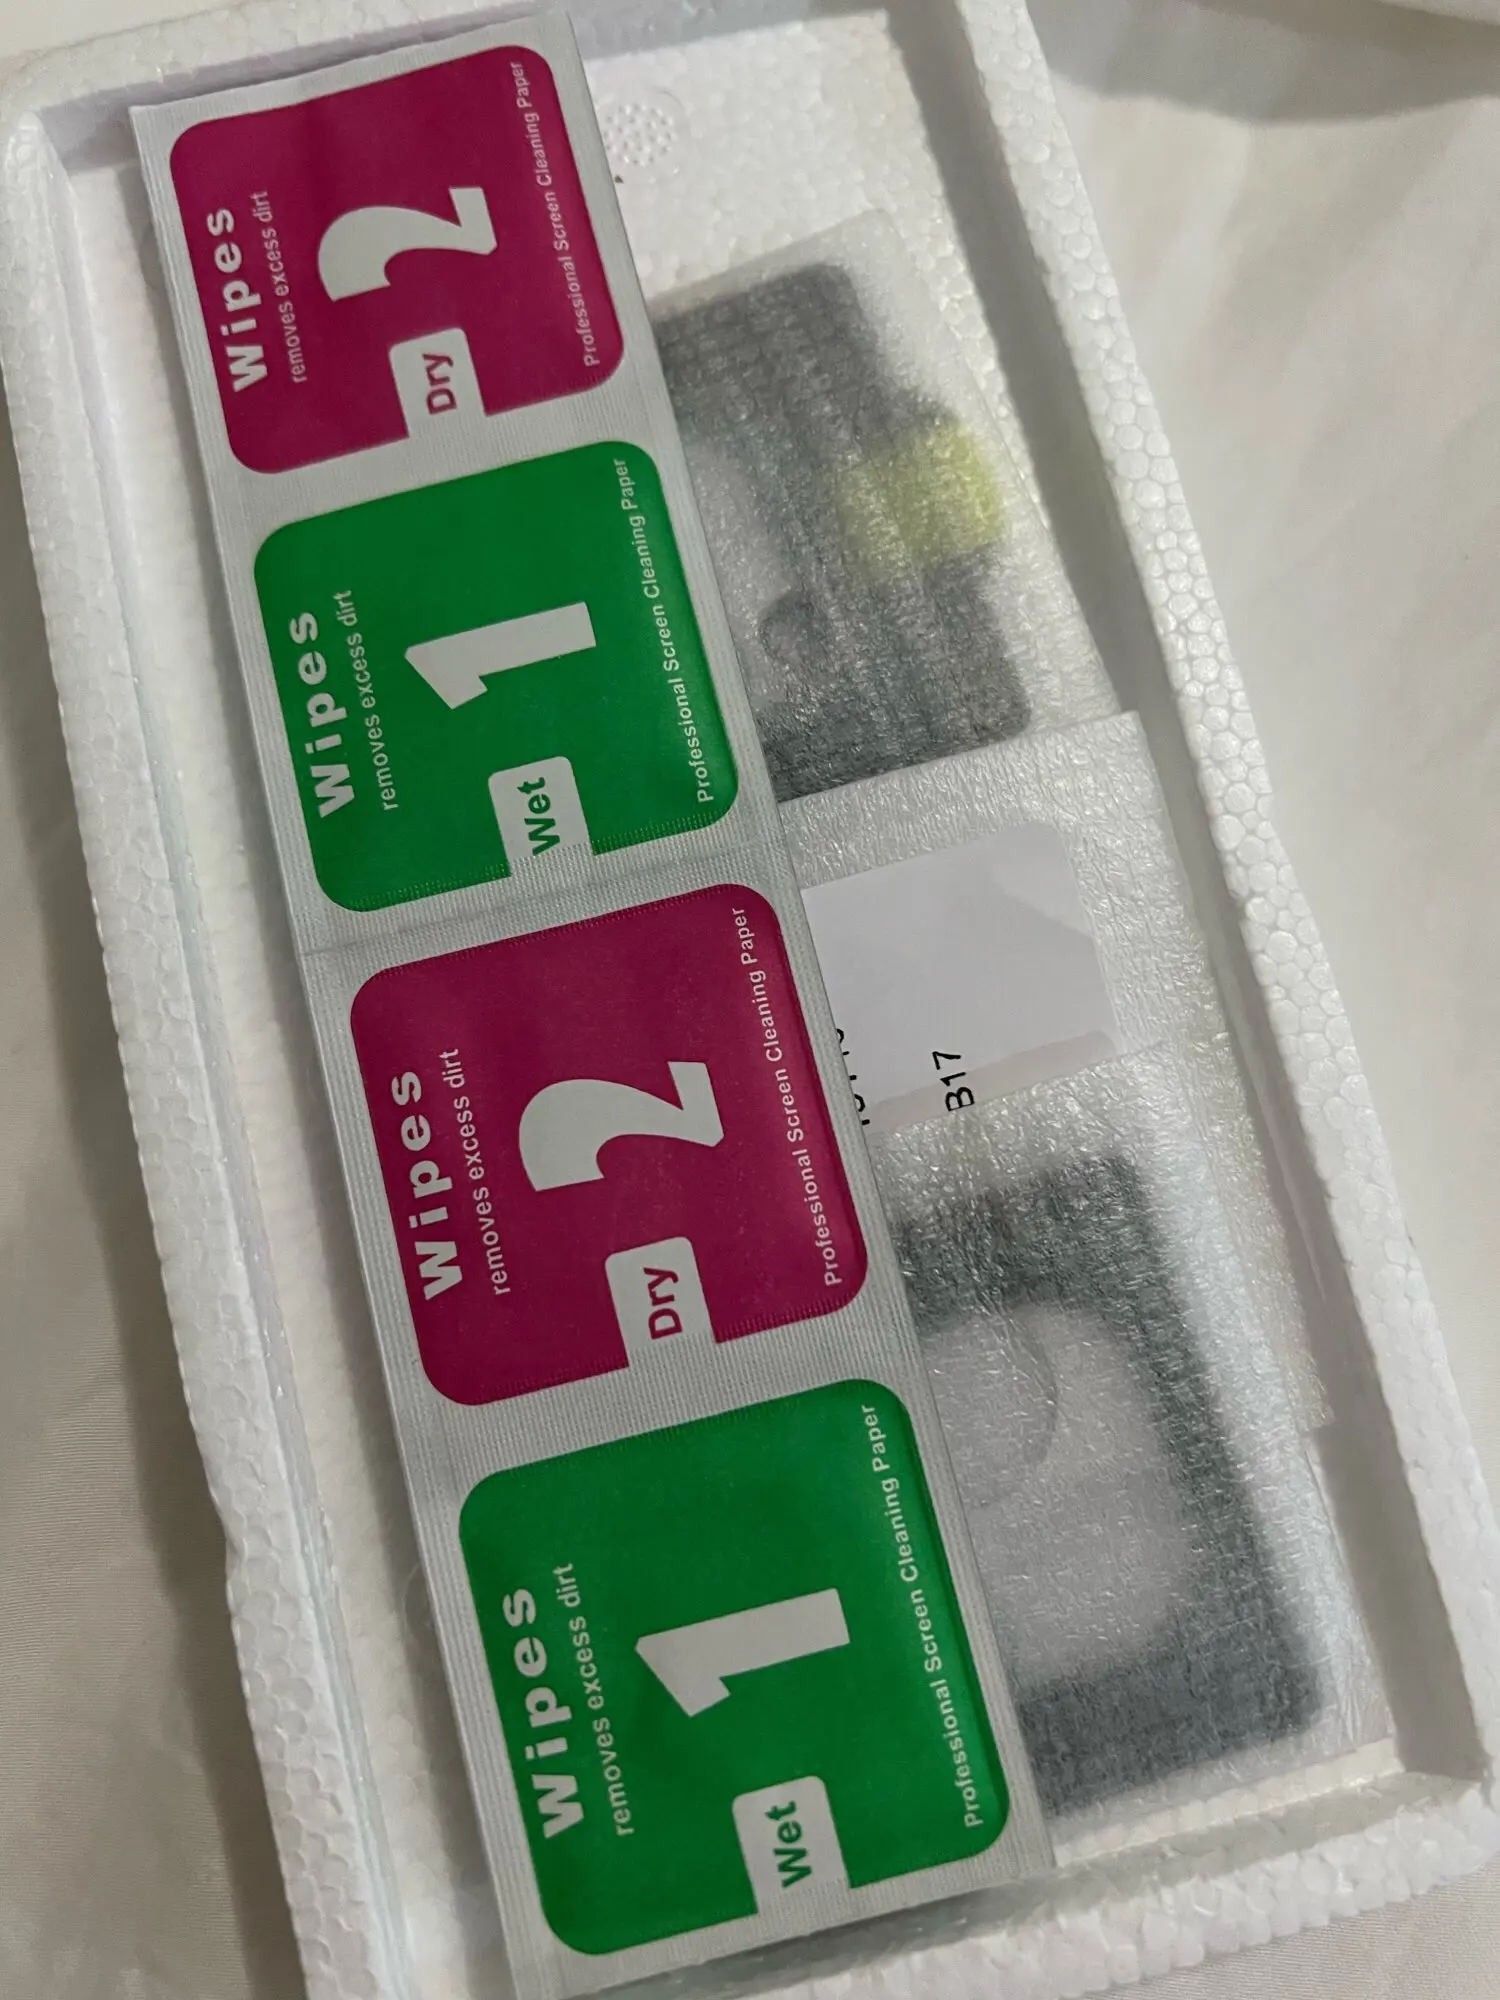 Wipes
removes excess dirt
2
Dry
Professional Screen Cleaning Paper
Wipes
removes excess dirt
1
Wet
Professional Screen Cleaning Paper
Wipes
removes excess dirt
2
Dry
Professional Screen Cleaning Paper
Wipes
removes excess dirt
1
Wet
Professional Screen Cleaning Paper
B17